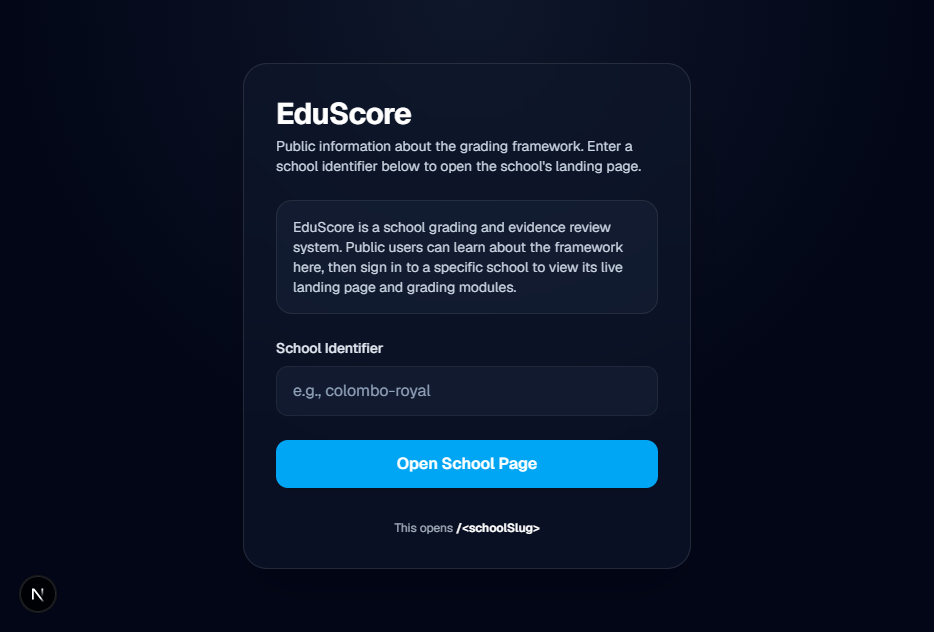 EduScore
Public information about the grading framework. Enter a
school identifier below to open the school's landing page.
EduScore is a school grading and evidence review
system. Public users can learn about the framework
here, then sign in to a specific school to view its live
landing page and grading modules.
School Identifier
e.g., colombo-royal
Open School Page
This opens /<schoolSlug>
N